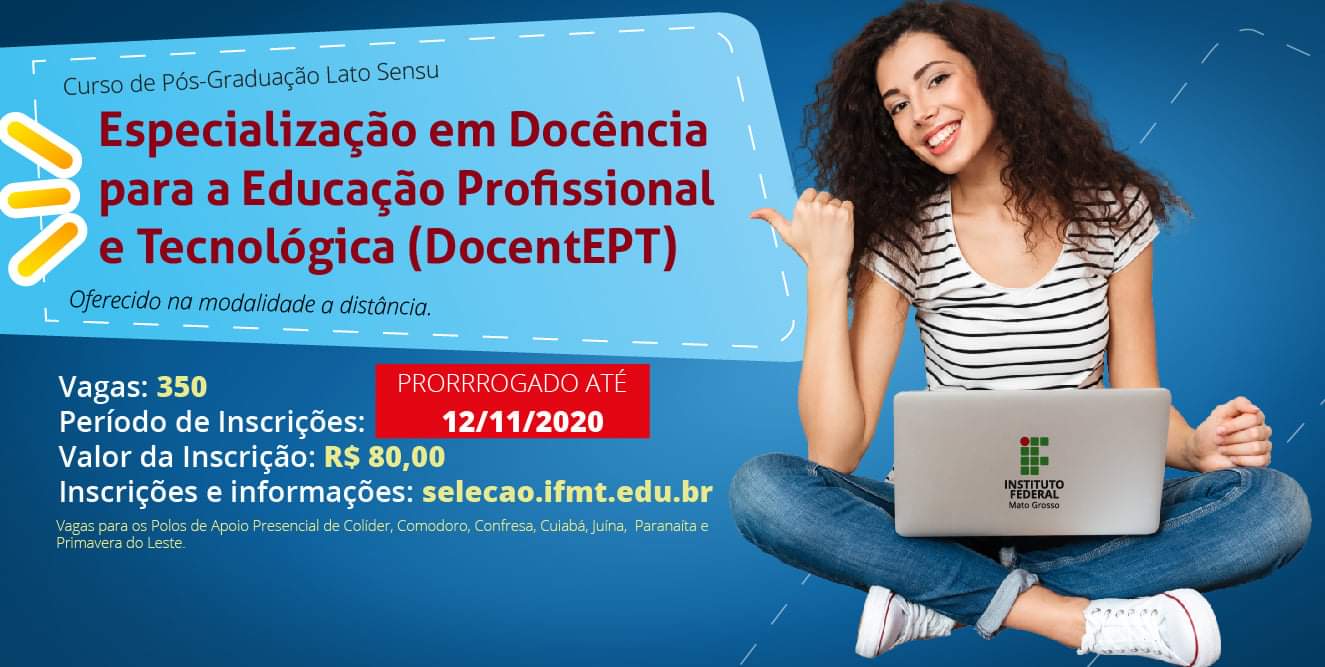 Curso de Pós-Graduação Lato Sensu
Especialização em Docência
para a Educação Profissional
e Tecnológica (DocentEPT)
Oferecido na modalidade a distância.
Vagas: 350
Período de Inscrições:
PRORRROGADO ATÉ
12/11/2020
Valor da Inscrição: R$ 80,00
Inscrições e informações: selecao.ifmt.edu.br
Vagas para os Polos de Apoio Presencial de Colíder, Comodoro, Confresa, Cuiabá, Juína, Paranaíta e
Primavera do Leste.
INSTITUTO
FEDERAL
Mato Grosso